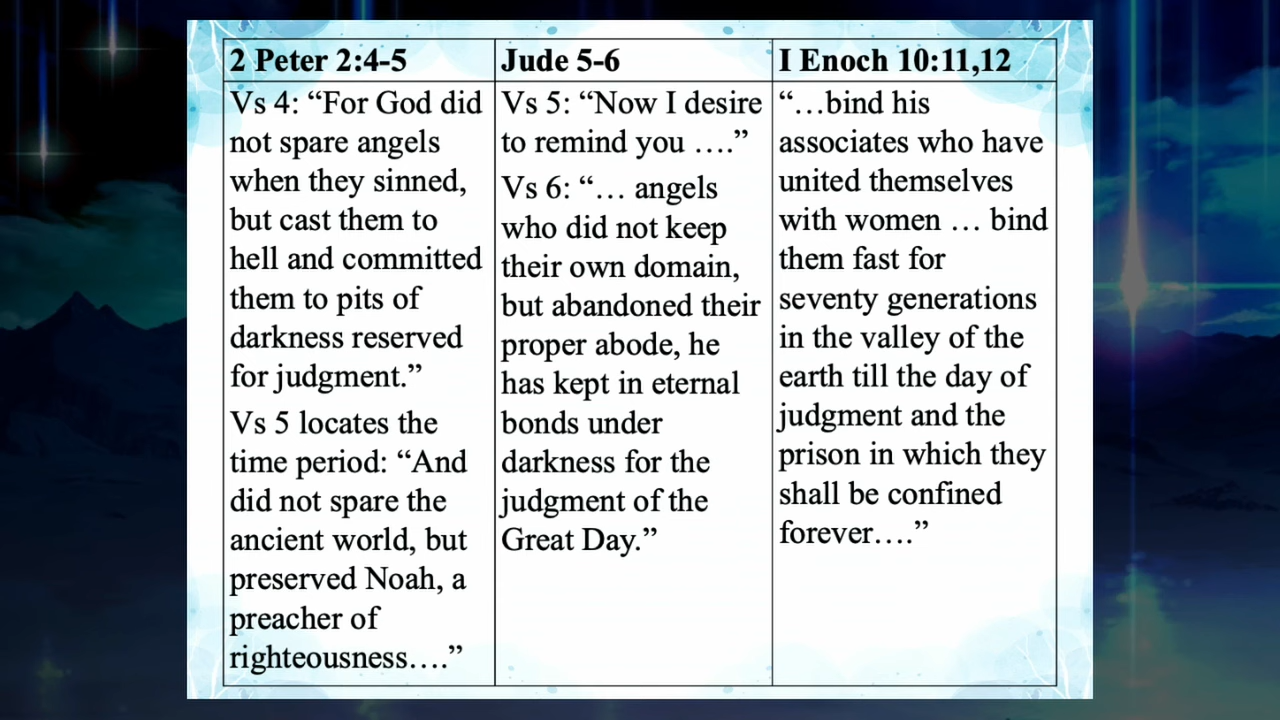 2 Peter 2:4-5
Vs 4: “For God did
not spare angels
when they sinned,
but cast them to
hell and committed
them to pits of
darkness reserved
for judgment.”
Vs 5 locates the
time period: “And
did not spare the
ancient world, but
preserved Noah, a
preacher of
righteousness….”
Jude 5-6
Vs 5: “Now I desire
to remind you ….”
Vs 6: “… angels
who did not keep
their own domain,
but abandoned their
proper abode, he
has kept in eternal
bonds under
darkness for the
judgment of the
Great Day.”
I Enoch 10:11,12
“…bind his
associates who have
united themselves
with women … bind
them fast for
seventy generations
in the valley of the
earth till the day of
judgment and the
prison in which they
shall be confined
forever….”